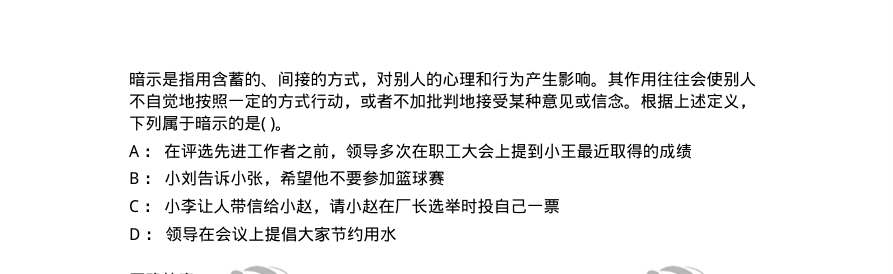 暗示是指用含蓄的、间接的方式，对别人的心理和行为产生影响。其作用往往会使别人
不自觉地按照一定的方式行动，或者不加批判地接受某种意见或信念。根据上述定义，
下列属于暗示的是( )。
A： 在评选先进工作者之前，领导多次在职工大会上提到小王最近取得的成绩
B： 小刘告诉小张，希望他不要参加篮球赛
C： 小李让人带信给小赵，请小赵在厂长选举时投自己一票
D： 领导在会议上提倡大家节约用水